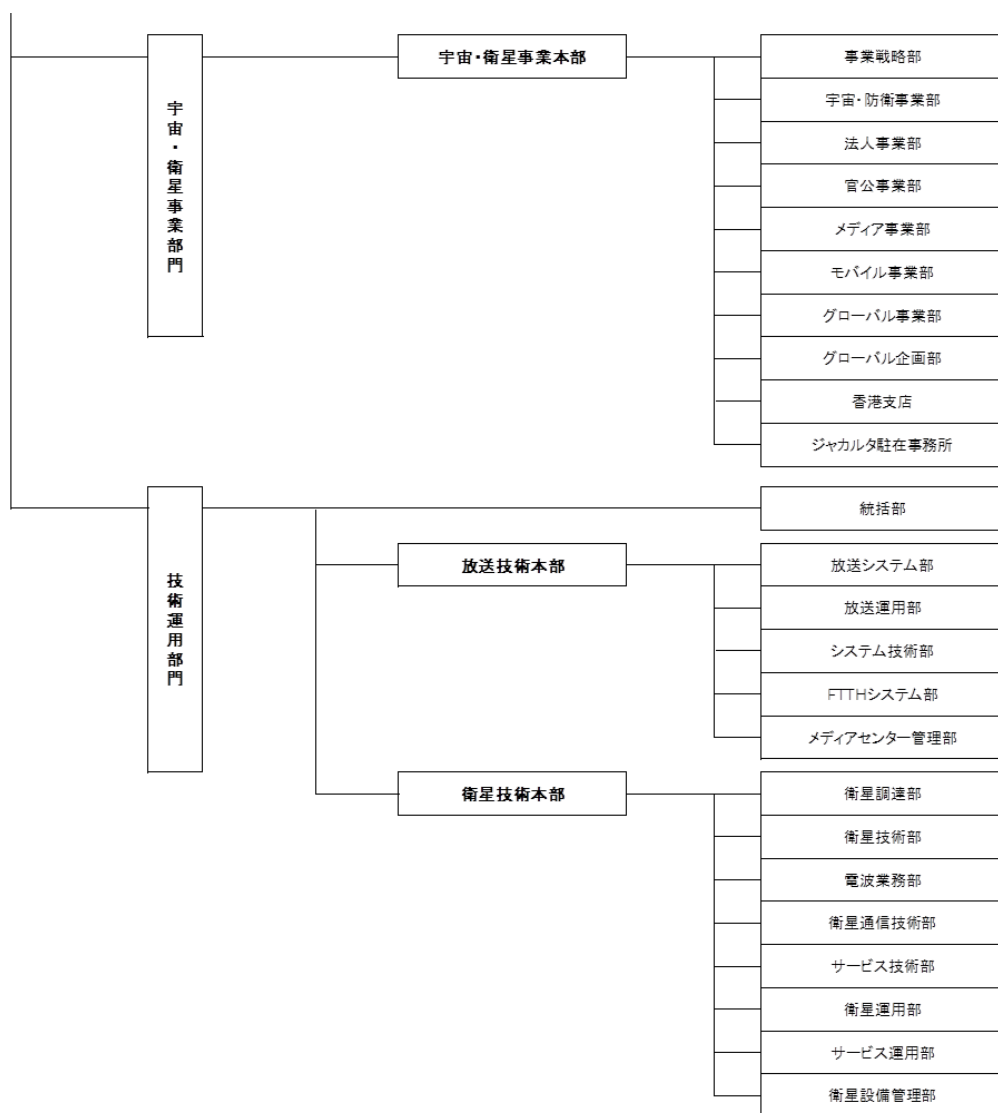 宇宙・衛星事業部門
宇宙・衛星事業本部
事業戦略部
宇宙・防衛事業部
法人事業部
官公事業部
メディア事業部
モバイル事業部
グローバル事業部
グローバル企画部
香港支店
ジャカルタ駐在事務所
技術運用部門
統括部
放送技術本部
放送システム部
放送運用部
システム技術部
FTTHシステム部
メディアセンター管理部
衛星技術本部
衛星調達部
衛星技術部
電波業務部
衛星通信技術部
サービス技術部
衛星運用部
サービス運用部
衛星設備管理部